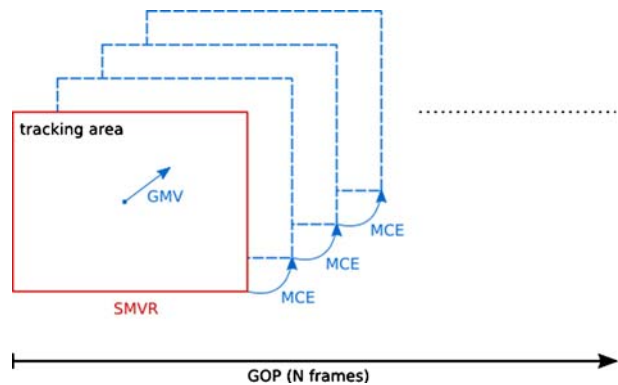 tracking area
GMV
MCE
MCE
MCE
SMVR
GOP (N frames)